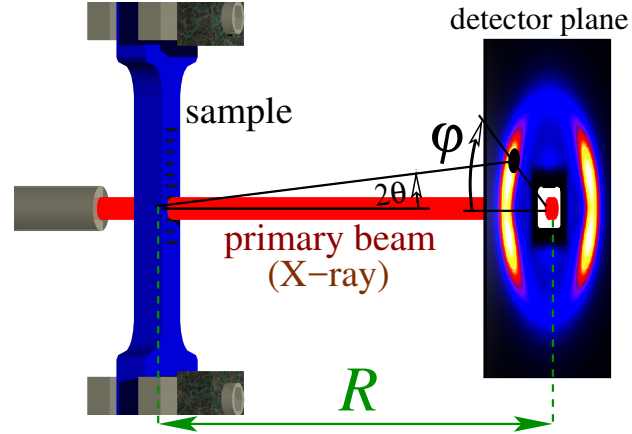 detector plane
sample
φ
2θ
primary beam
(X−ray)
R